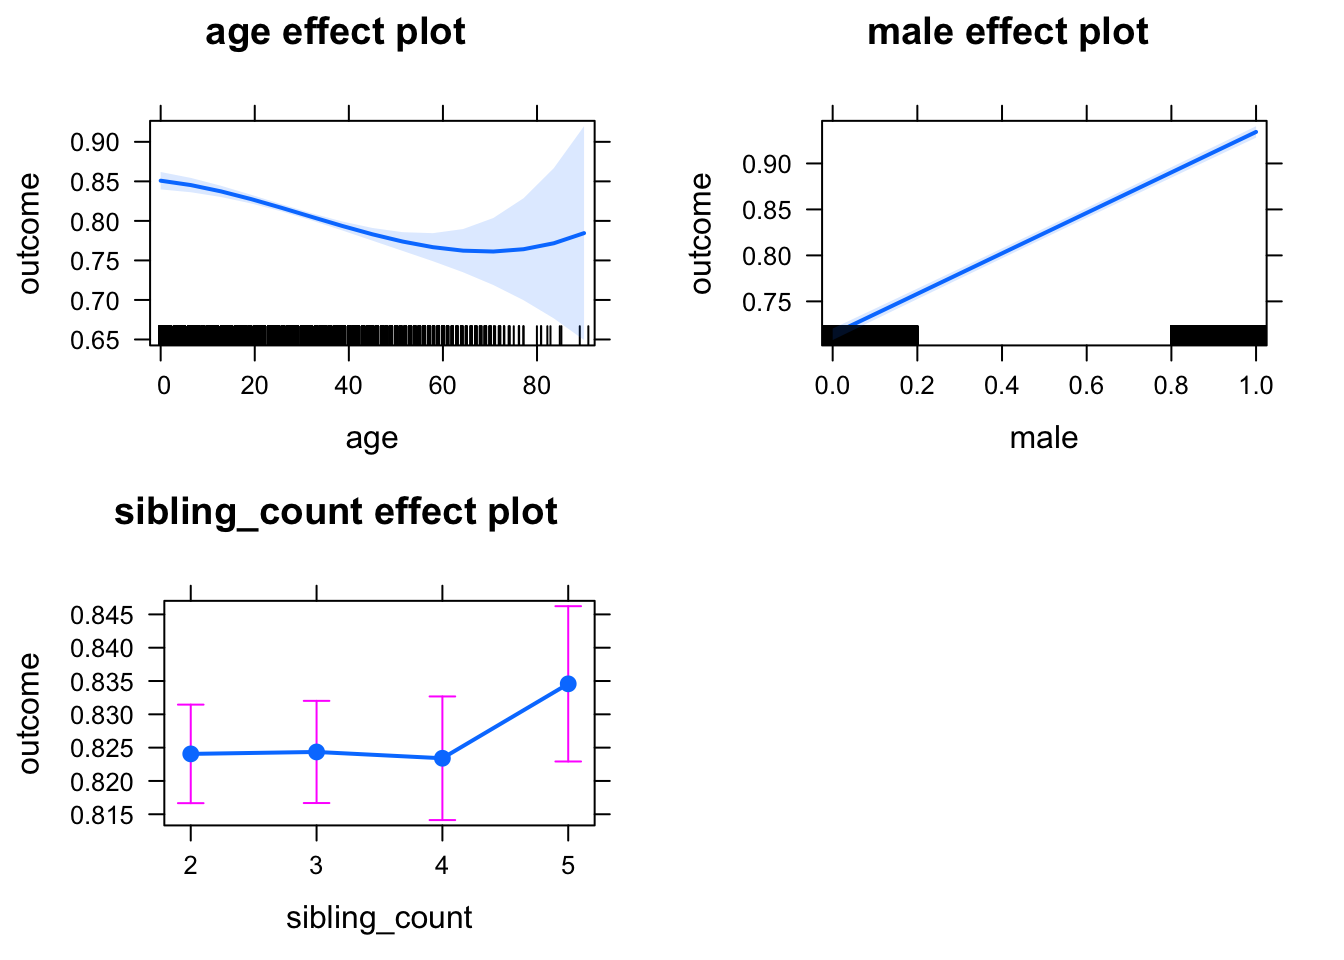 age effect plot
outcome
0.90
0.85
0.80
0.75
0.70
0.65
0 20 40 60 80
age
male effect plot
outcome
0.90
0.85
0.80
0.75
0.0 0.2 0.4 0.6 0.8 1.0
male
sibling_count effect plot
outcome
0.845
0.840
0.835
0.830
0.825
0.820
0.815
2 3 4 5
sibling_count